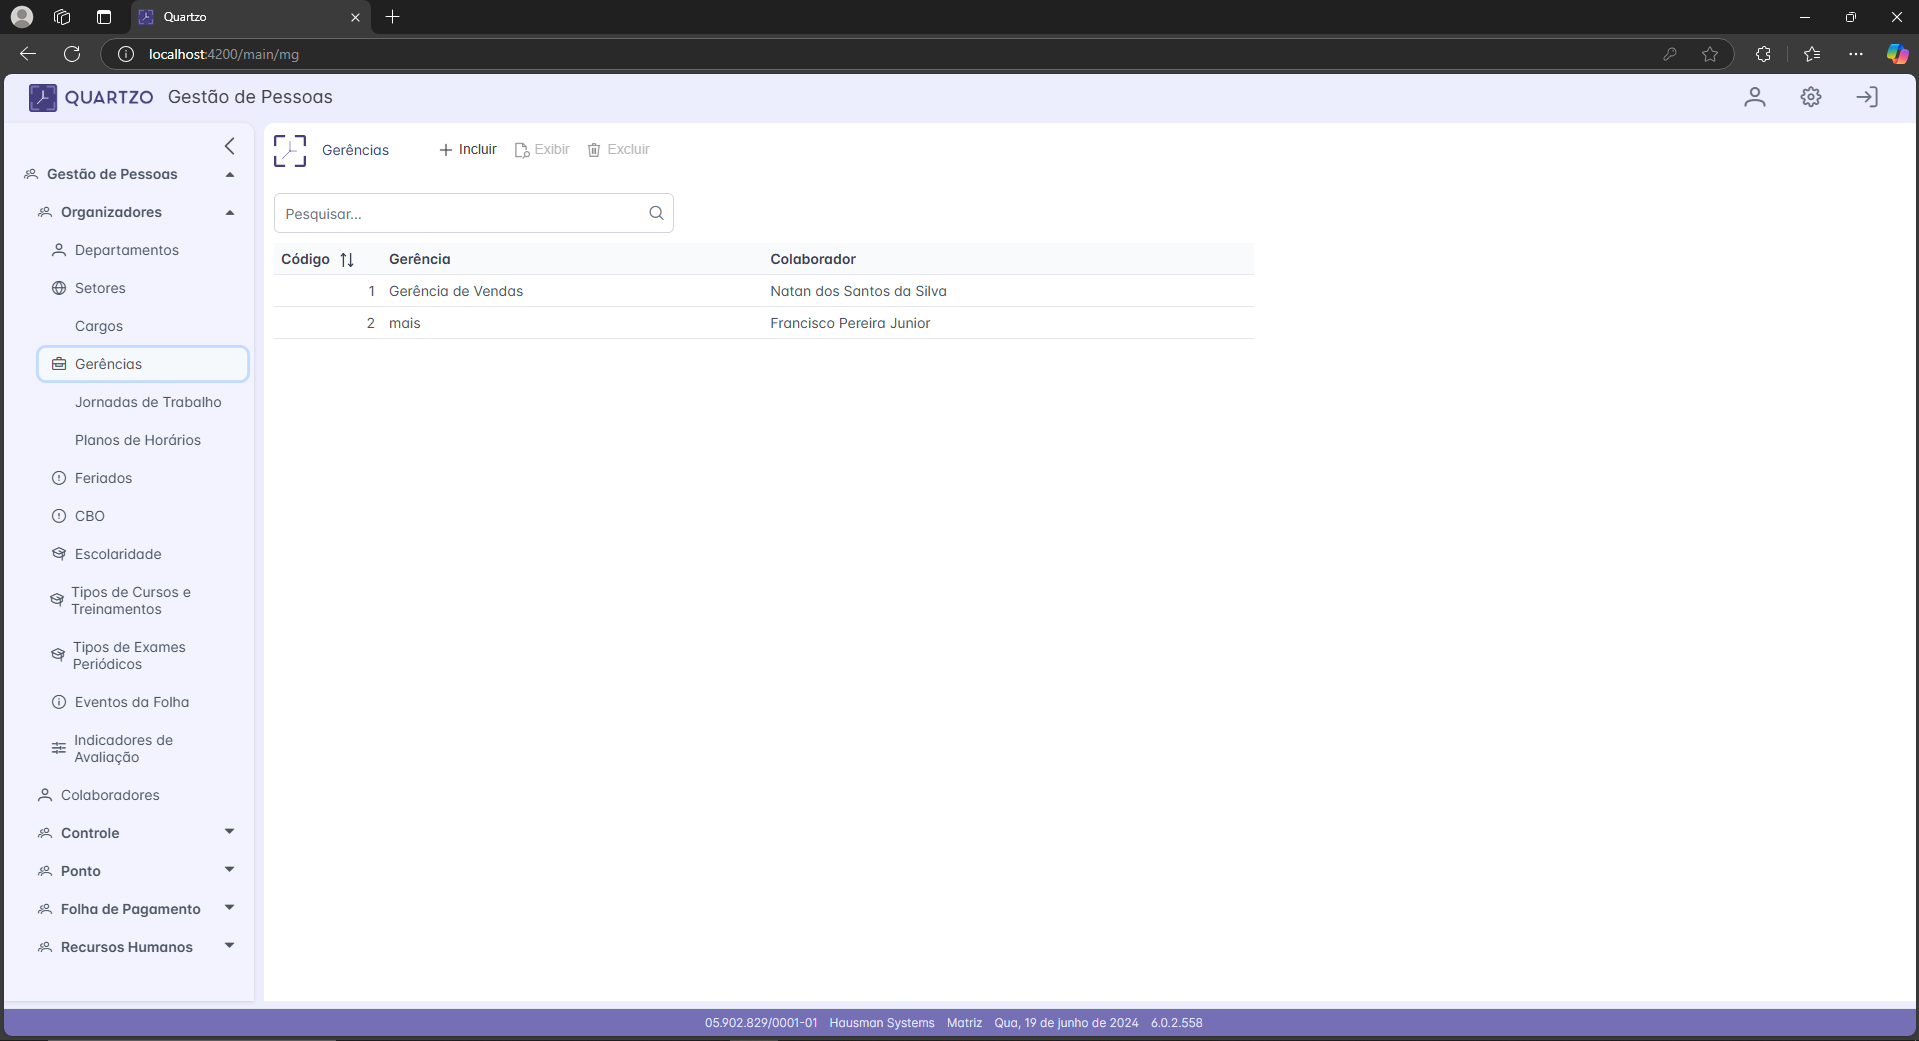 Quartzo
localhost:4200/main/mg
QUARTZO Gestão de Pessoas
Gestão de Pessoas
Organizadores
Departamentos
Setores
Cargos
Gerências
Jornadas de Trabalho
Planos de Horários
Feriados
CBO
Escolaridade
Tipos de Cursos e
Treinamentos
Tipos de Exames
Periódicos
Eventos da Folha
Indicadores de
Avaliação
Colaboradores
Controle
Ponto
Folha de Pagamento
Recursos Humanos
Gerências Incluir Exibir Excluir
Pesquisar...
Código Gerência Colaborador
1 Gerência de Vendas Natan dos Santos da Silva
2 mais Francisco Pereira Junior
05.902.829/0001-01 Hausman Systems Matriz Qua, 19 de junho de 2024 6.0.2.558